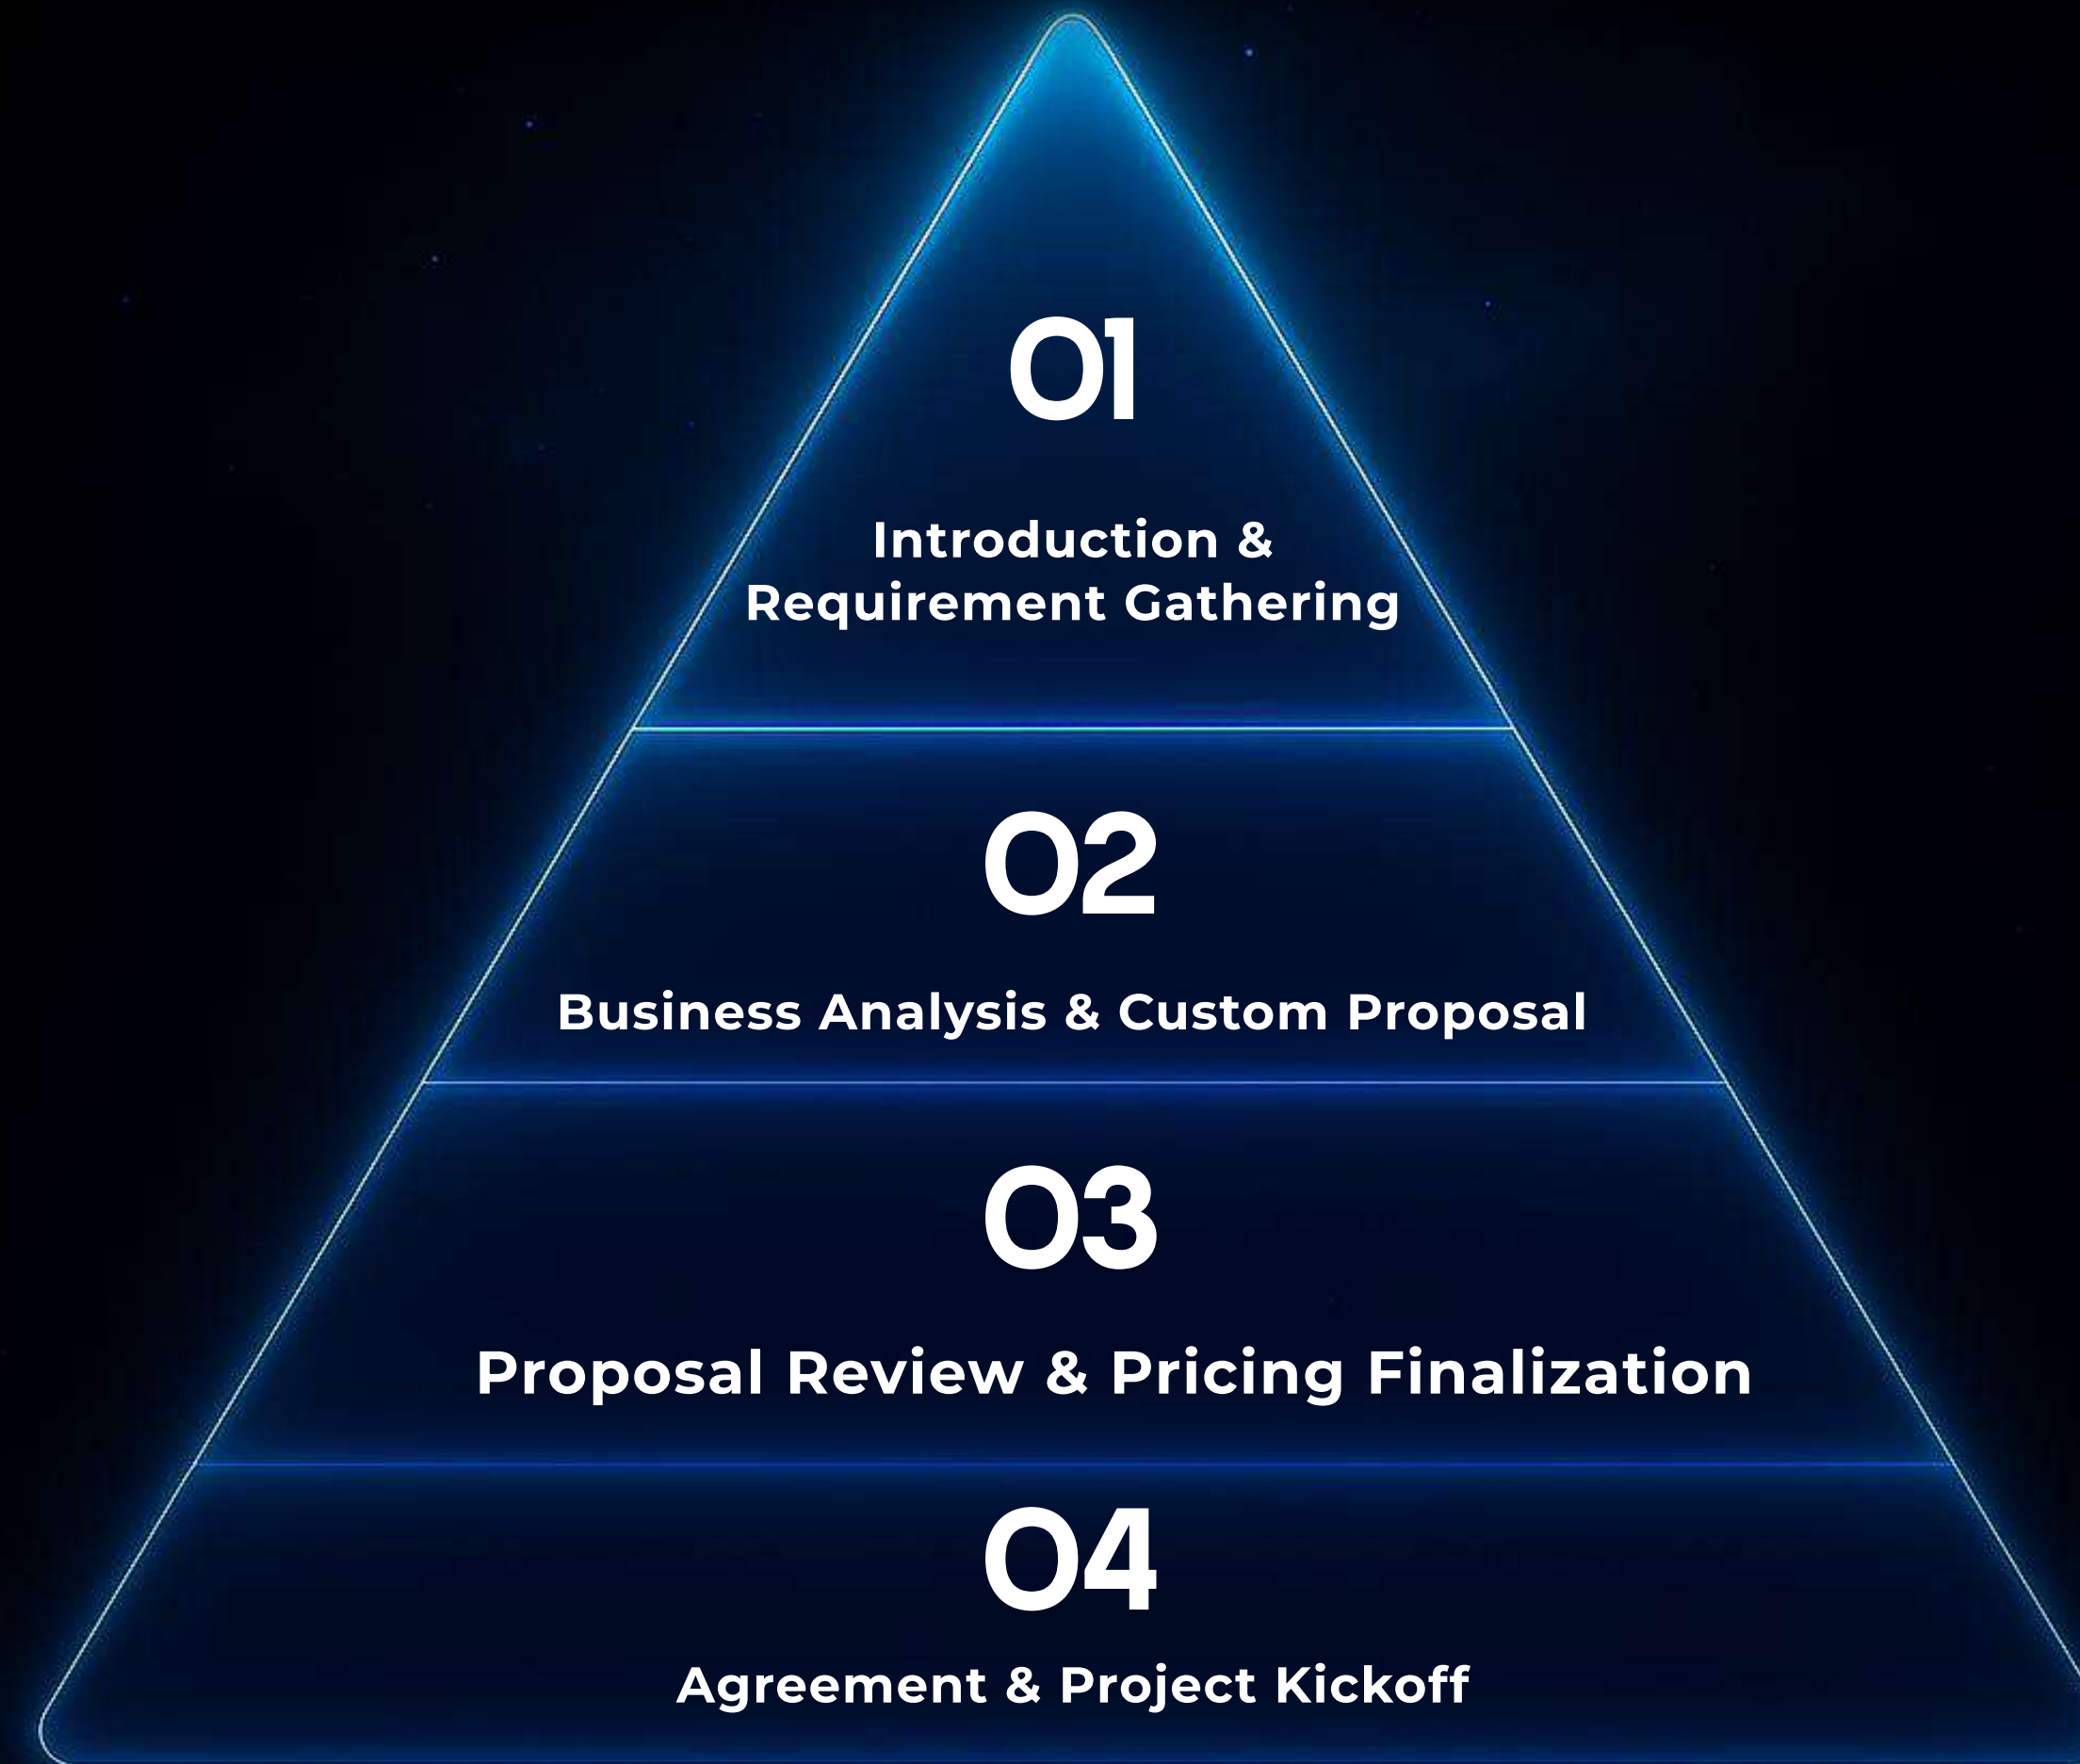 01
Introduction &
Requirement Gathering
02
Business Analysis & Custom Proposal
03
Proposal Review & Pricing Finalization
04
Agreement & Project Kickoff